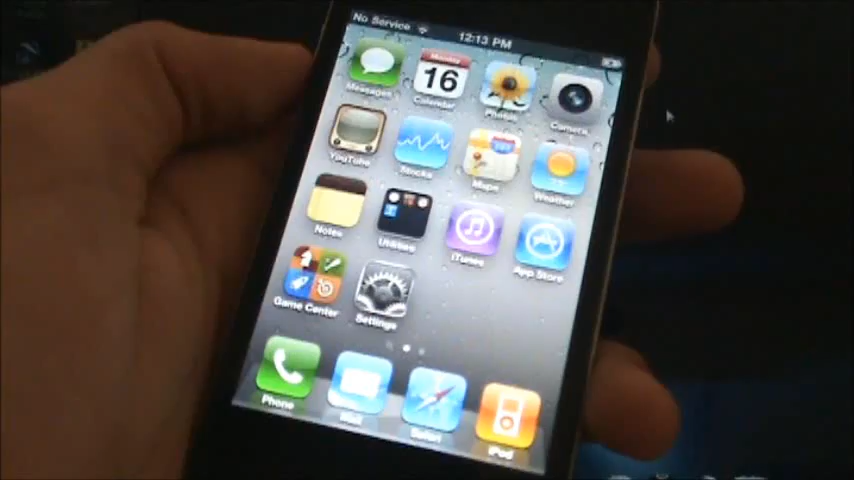 No Service 12:13 PM
Monday
16
Messages Calendar Photos Camera
YouTube Stocks Maps Weather
Notes Utilities iTunes App Store
Game Center Settings
Phone Mail Safari iPod